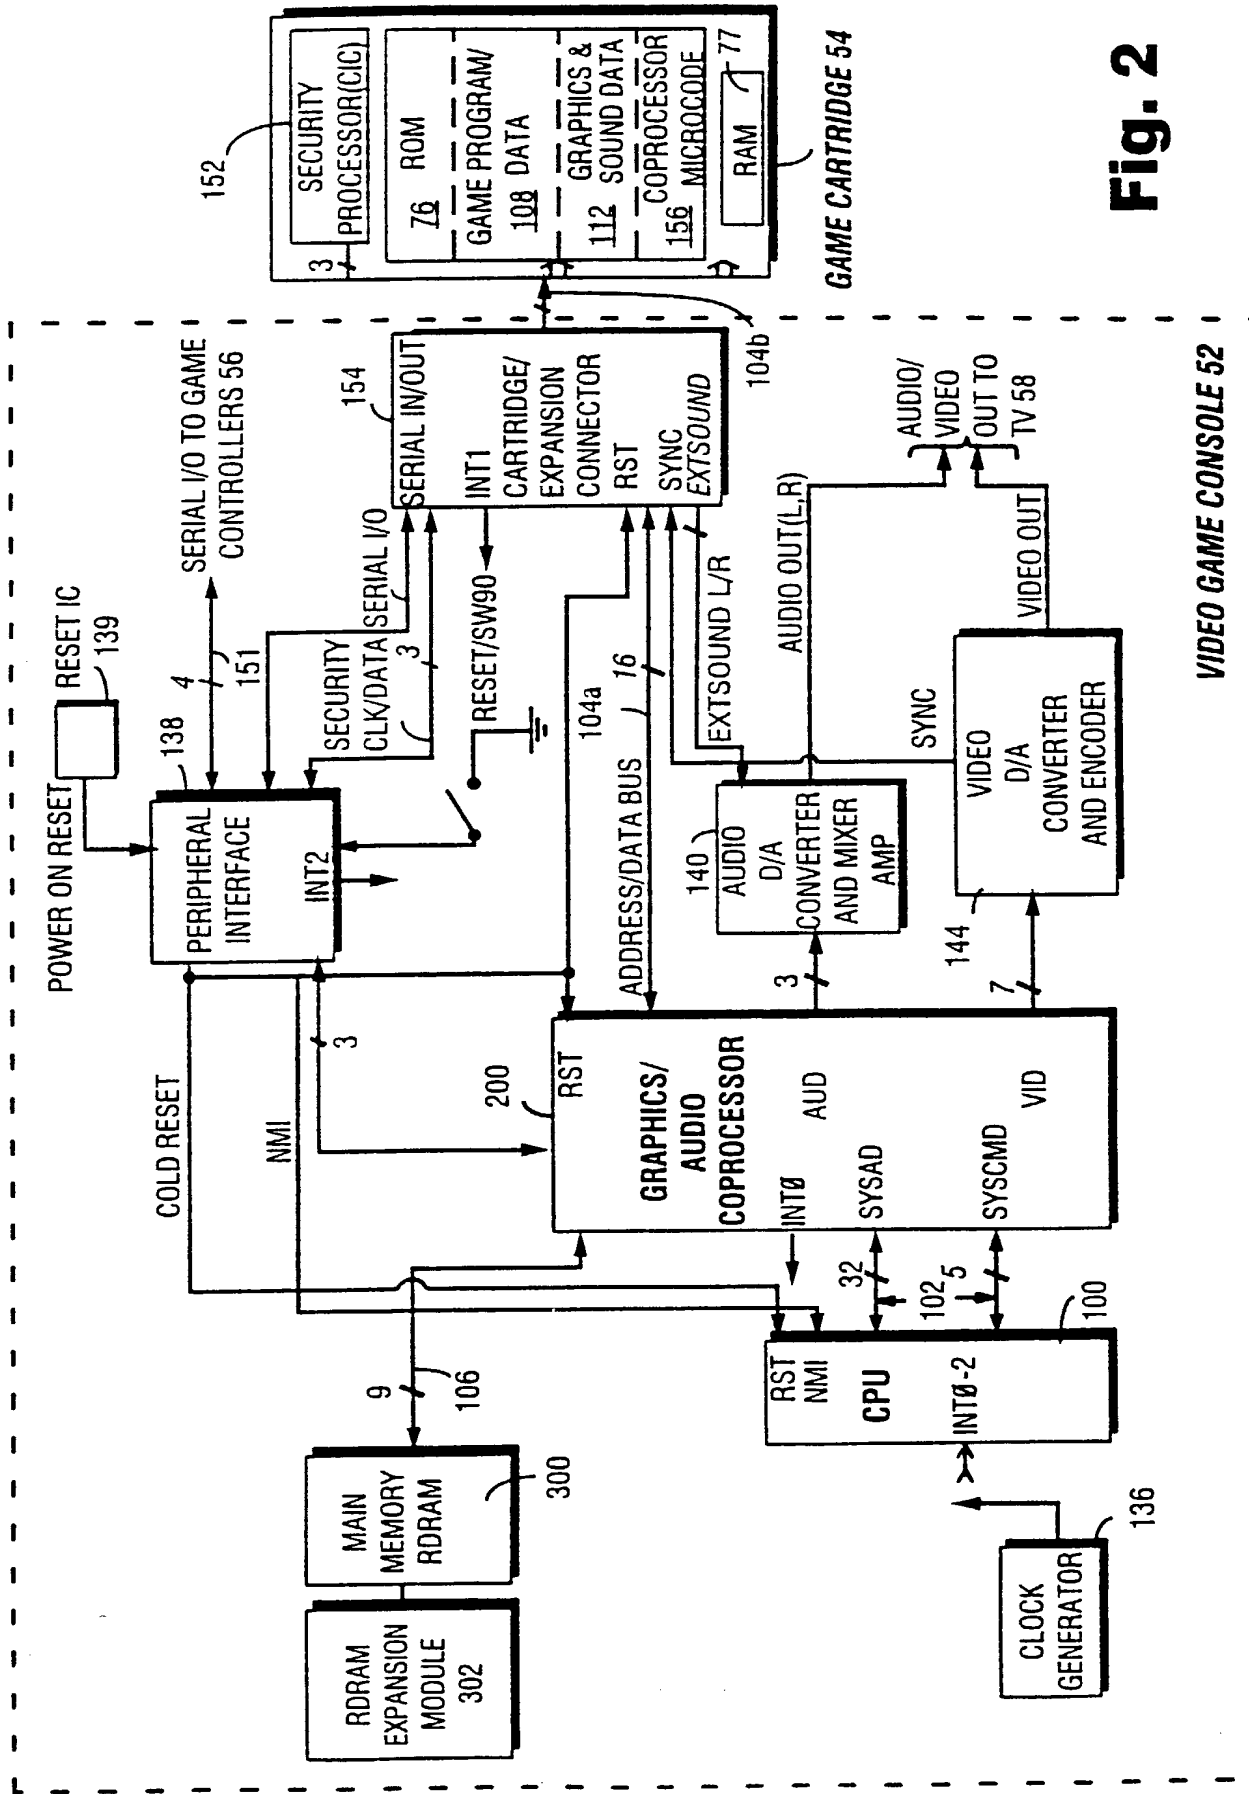 POWER ON RESET
RESET IC
139
138
PERIPHERAL
INTERFACE
INT2
4
151
SERIAL I/O TO GAME
CONTROLLERS 56
COLD RESET
NMI
3
SECURITY
CLK/DATA
SERIAL I/O
3
RESET/SW90
154
SERIAL IN/OUT
INT1
CARTRIDGE/
EXPANSION
CONNECTOR
RST
SYNC
EXTSOUND
104b
152
SECURITY
PROCESSOR(CIC)
3
ROM
76
GAME PROGRAM/
108 DATA
GRAPHICS &
112 SOUND DATA
COPROCESSOR
156 MICROCODE
RAM
77
GAME CARTRIDGE 54
RDRAM
EXPANSION
MODULE
302
MAIN
MEMORY
RDRAM
300
9
106
200
RST
GRAPHICS/
AUDIO
COPROCESSOR
INTØ
AUD
SYSAD
SYSCMD
VID
104a
ADDRESS/DATA BUS
16
EXTSOUND L/R
140
AUDIO
D/A
CONVERTER
AND MIXER
AMP
3
AUDIO OUT(L,R)
AUDIO/
VIDEO
OUT TO
TV 58
SYNC
144
VIDEO
D/A
CONVERTER
AND ENCODER
7
VIDEO OUT
32
102
5
RST
NMI
CPU
INTØ-2
100
CLOCK
GENERATOR
136
VIDEO GAME CONSOLE 52
Fig. 2